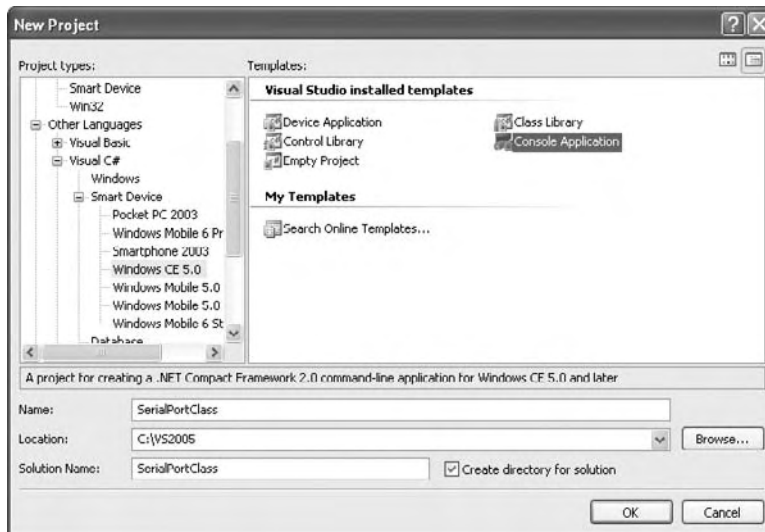 New Project
Project types:
Templates:
Smart Device
Win32
Other Languages
Visual Basic
Visual C#
Windows
Smart Device
Pocket PC 2003
Windows Mobile 6 Pr
Smartphone 2003
Windows CE 5.0
Windows Mobile 5.0
Windows Mobile 5.0
Windows Mobile 6 St
Database
Visual Studio installed templates
Device Application
Class Library
Control Library
Console Application
Empty Project
My Templates
Search Online Templates...
A project for creating a .NET Compact Framework 2.0 command-line application for Windows CE 5.0 and later
Name:
SerialPortClass
Location:
C:\VS2005
Browse...
Solution Name:
SerialPortClass
Create directory for solution
OK
Cancel